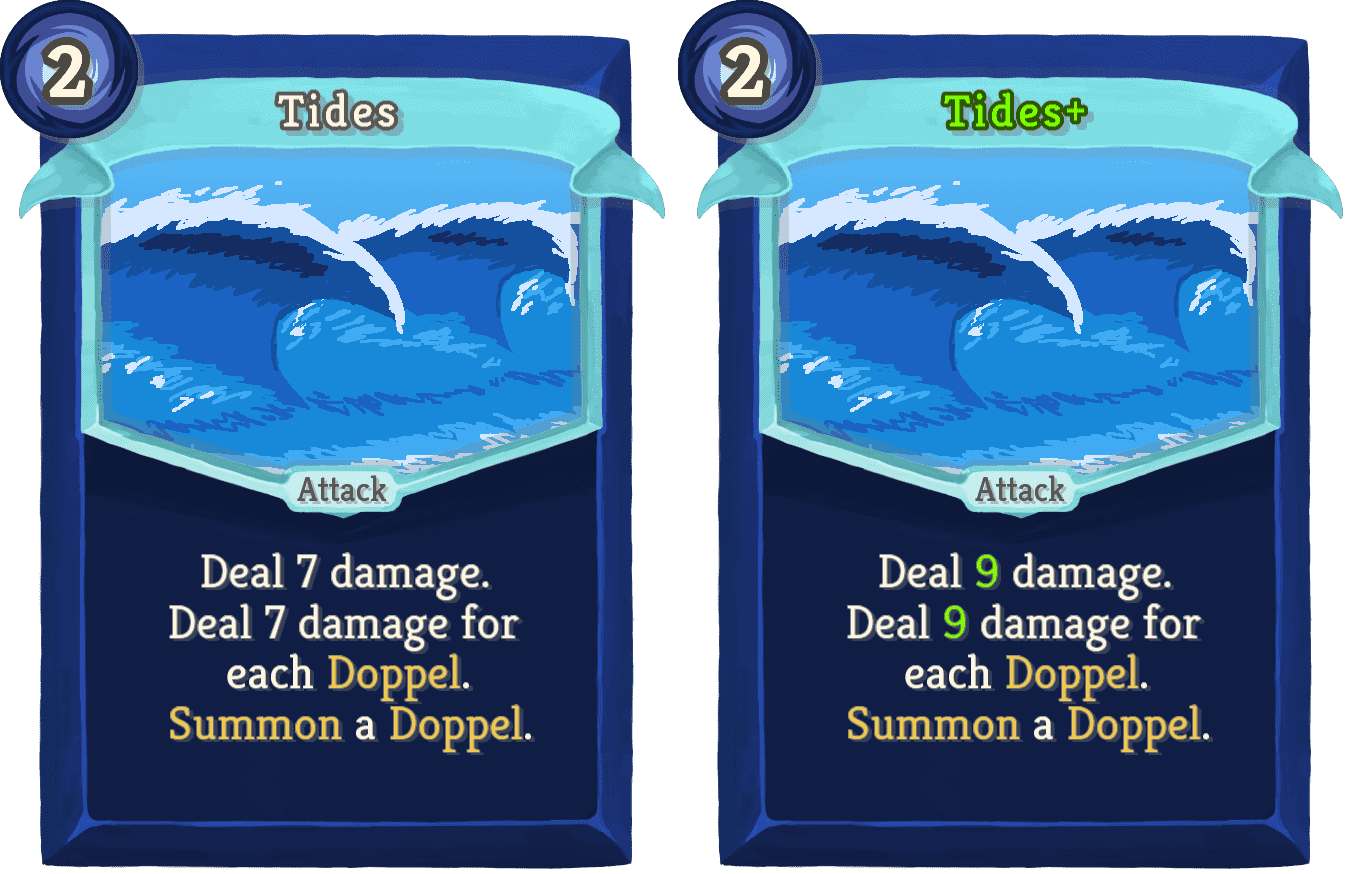 2
Tides
Attack
Deal 7 damage.
Deal 7 damage for
each Doppel.
Summon a Doppel.
2
Tides+
Attack
Deal 9 damage.
Deal 9 damage for
each Doppel.
Summon a Doppel.